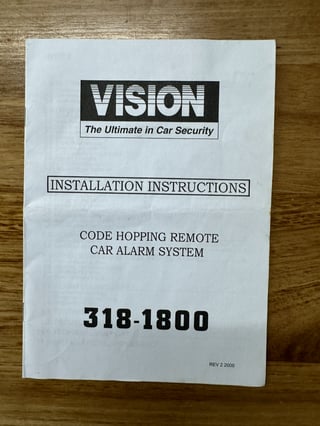 VISION
The Ultimate in Car Security
INSTALLATION INSTRUCTIONS
CODE HOPPING REMOTE
CAR ALARM SYSTEM
318-1800
REV 2 2000